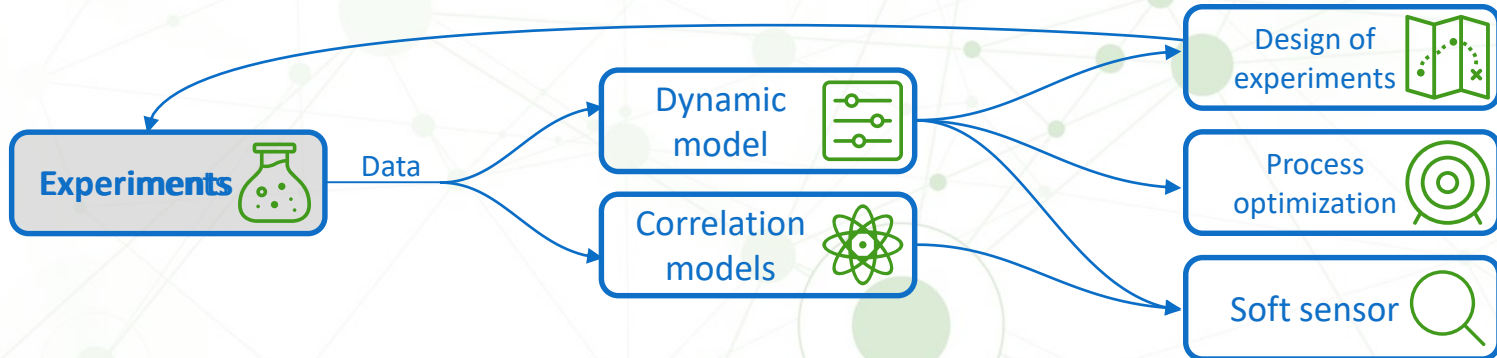 Experiments
Data
Dynamic
model
Correlation
models
Design of
experiments
Process
optimization
Soft sensor